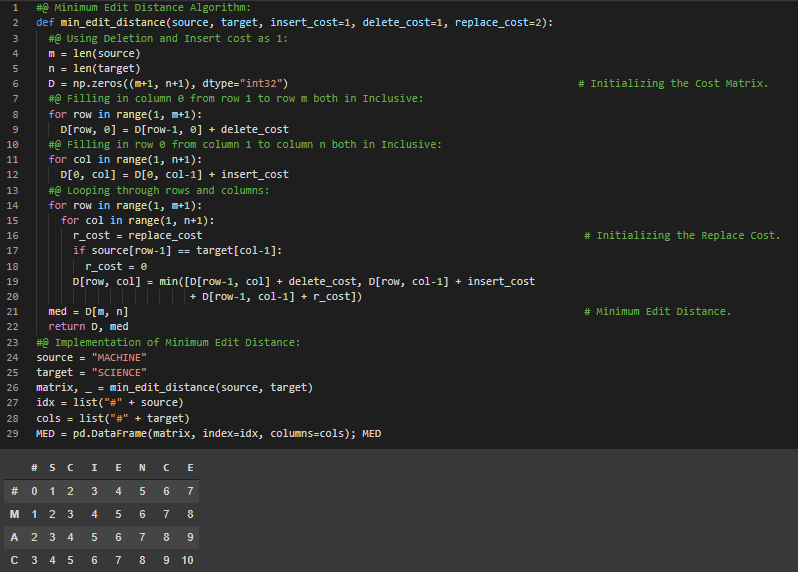 1 #@ Minimum Edit Distance Algorithm:
2 def min_edit_distance(source, target, insert_cost=1, delete_cost=1, replace_cost=2):
3 #@ Using Deletion and Insert cost as 1:
4 m = len(source)
5 n = len(target)
6 D = np.zeros((m+1, n+1), dtype="int32") # Initializing the Cost Matrix.
7 #@ Filling in column 0 from row 1 to row m both in Inclusive:
8 for row in range(1, m+1):
9 D[row, 0] = D[row-1, 0] + delete_cost
10 #@ Filling in row 0 from column 1 to column n both in Inclusive:
11 for col in range(1, n+1):
12 D[0, col] = D[0, col-1] + insert_cost
13 #@ Looping through rows and columns:
14 for row in range(1, m+1):
15 for col in range(1, n+1):
16 r_cost = replace_cost # Initializing the Replace Cost.
17 if source[row-1] == target[col-1]:
18 r_cost = 0
19 D[row, col] = min([D[row-1, col] + delete_cost, D[row, col-1] + insert_cost
20 + D[row-1, col-1] + r_cost])
21 med = D[m, n] # Minimum Edit Distance.
22 return D, med
23 #@ Implementation of Minimum Edit Distance:
24 source = "MACHINE"
25 target = "SCIENCE"
26 matrix, _ = min_edit_distance(source, target)
27 idx = list("#" + source)
28 cols = list("#" + target)
29 MED = pd.DataFrame(matrix, index=idx, columns=cols); MED
# S C I E N C E
# 0 1 2 3 4 5 6 7
M 1 2 3 4 5 6 7 8
A 2 3 4 5 6 7 8 9
C 3 4 5 6 7 8 9 10